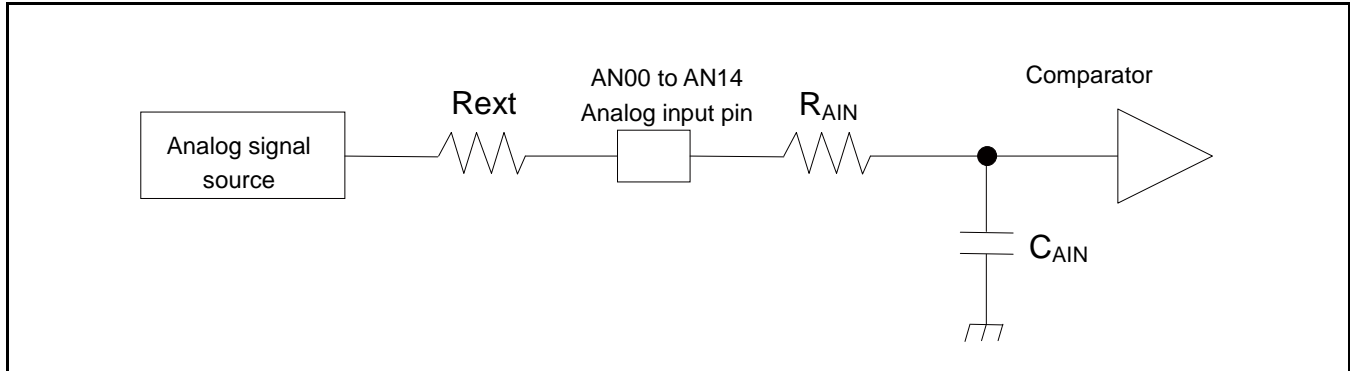 AN00 to AN14
Analog input pin
Comparator
Rext
RAIN
Analog signal
source
CAIN